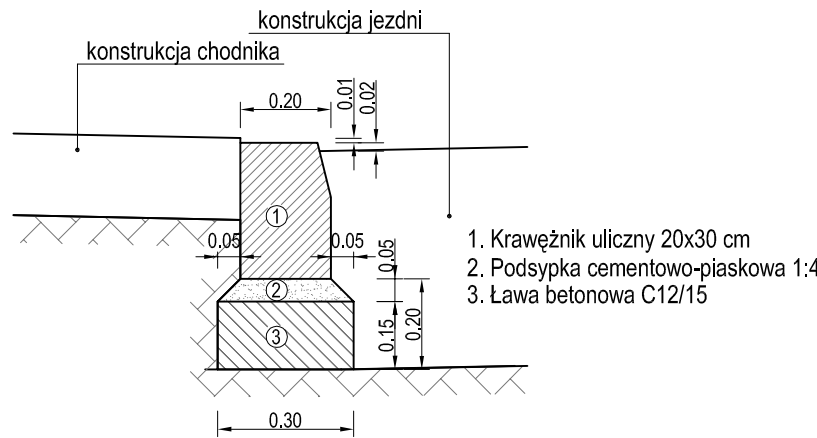 konstrukcja jezdni
konstrukcja chodnika
0.20
0.01
0.02
1
0.05
0.05
0.05
2
3
0.15
0.20
0.30
1. Krawężnik uliczny 20x30 cm
2. Podsypka cementowo-piaskowa 1:4
3. Ława betonowa C12/15